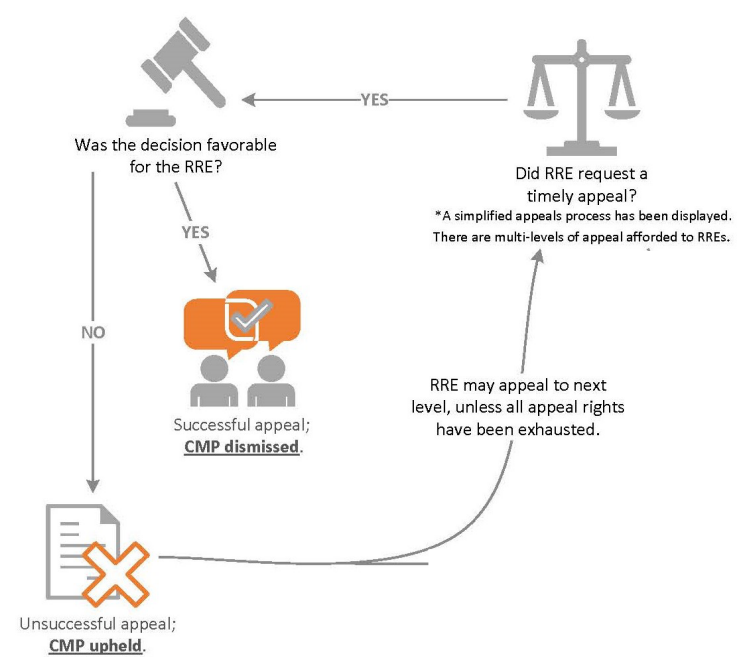 YES
Was the decision favorable
for the RRE?
Did RRE request a
timely appeal?
*A simplified appeals process has been displayed.
There are multi-levels of appeal afforded to RREs.
YES
NO
RRE may appeal to next
level, unless all appeal rights
have been exhausted.
Successful appeal;
CMP dismissed.
Unsuccessful appeal;
CMP upheld.